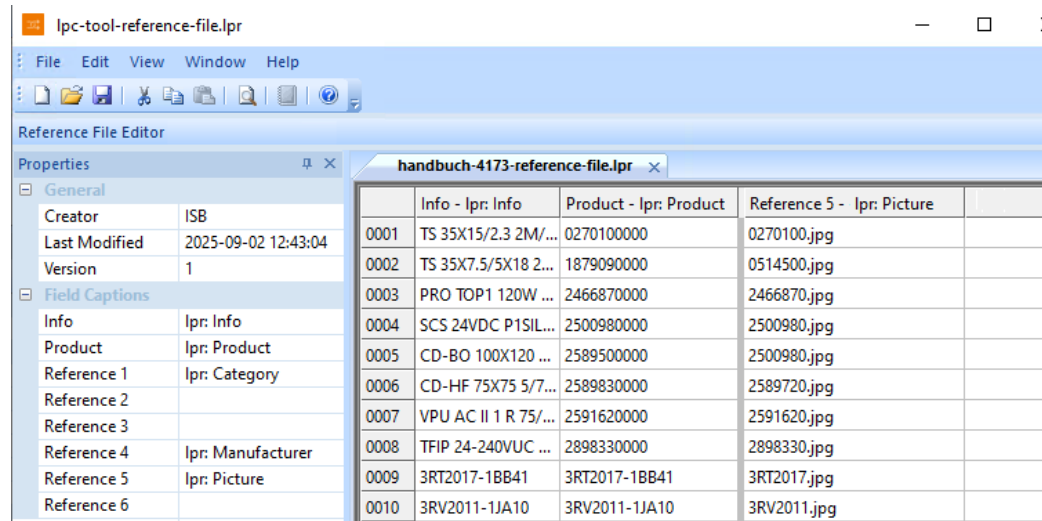 lpc-tool-reference-file.lpr
File Edit View Window Help
Reference File Editor
Properties
General
Creator ISB
Last Modified 2025-09-02 12:43:04
Version 1
Field Captions
Info lpr: Info
Product lpr: Product
Reference 1 lpr: Category
Reference 2
Reference 3
Reference 4 lpr: Manufacturer
Reference 5 lpr: Picture
Reference 6
handbuch-4173-reference-file.lpr
Info - lpr: Info Product - lpr: Product Reference 5 - lpr: Picture
0001 TS 35X15/2.3 2M/... 0270100000 0270100.jpg
0002 TS 35X7.5/5X18 2... 1879090000 0514500.jpg
0003 PRO TOP1 120W ... 2466870000 2466870.jpg
0004 SCS 24VDC P1SIL... 2500980000 2500980.jpg
0005 CD-BO 100X120 ... 2589500000 2500980.jpg
0006 CD-HF 75X75 5/7... 2589830000 2589720.jpg
0007 VPU AC II 1 R 75/... 2591620000 2591620.jpg
0008 TFIP 24-240VUC ... 2898330000 2898330.jpg
0009 3RT2017-1BB41 3RT2017-1BB41 3RT2017.jpg
0010 3RV2011-1JA10 3RV2011-1JA10 3RV2011.jpg